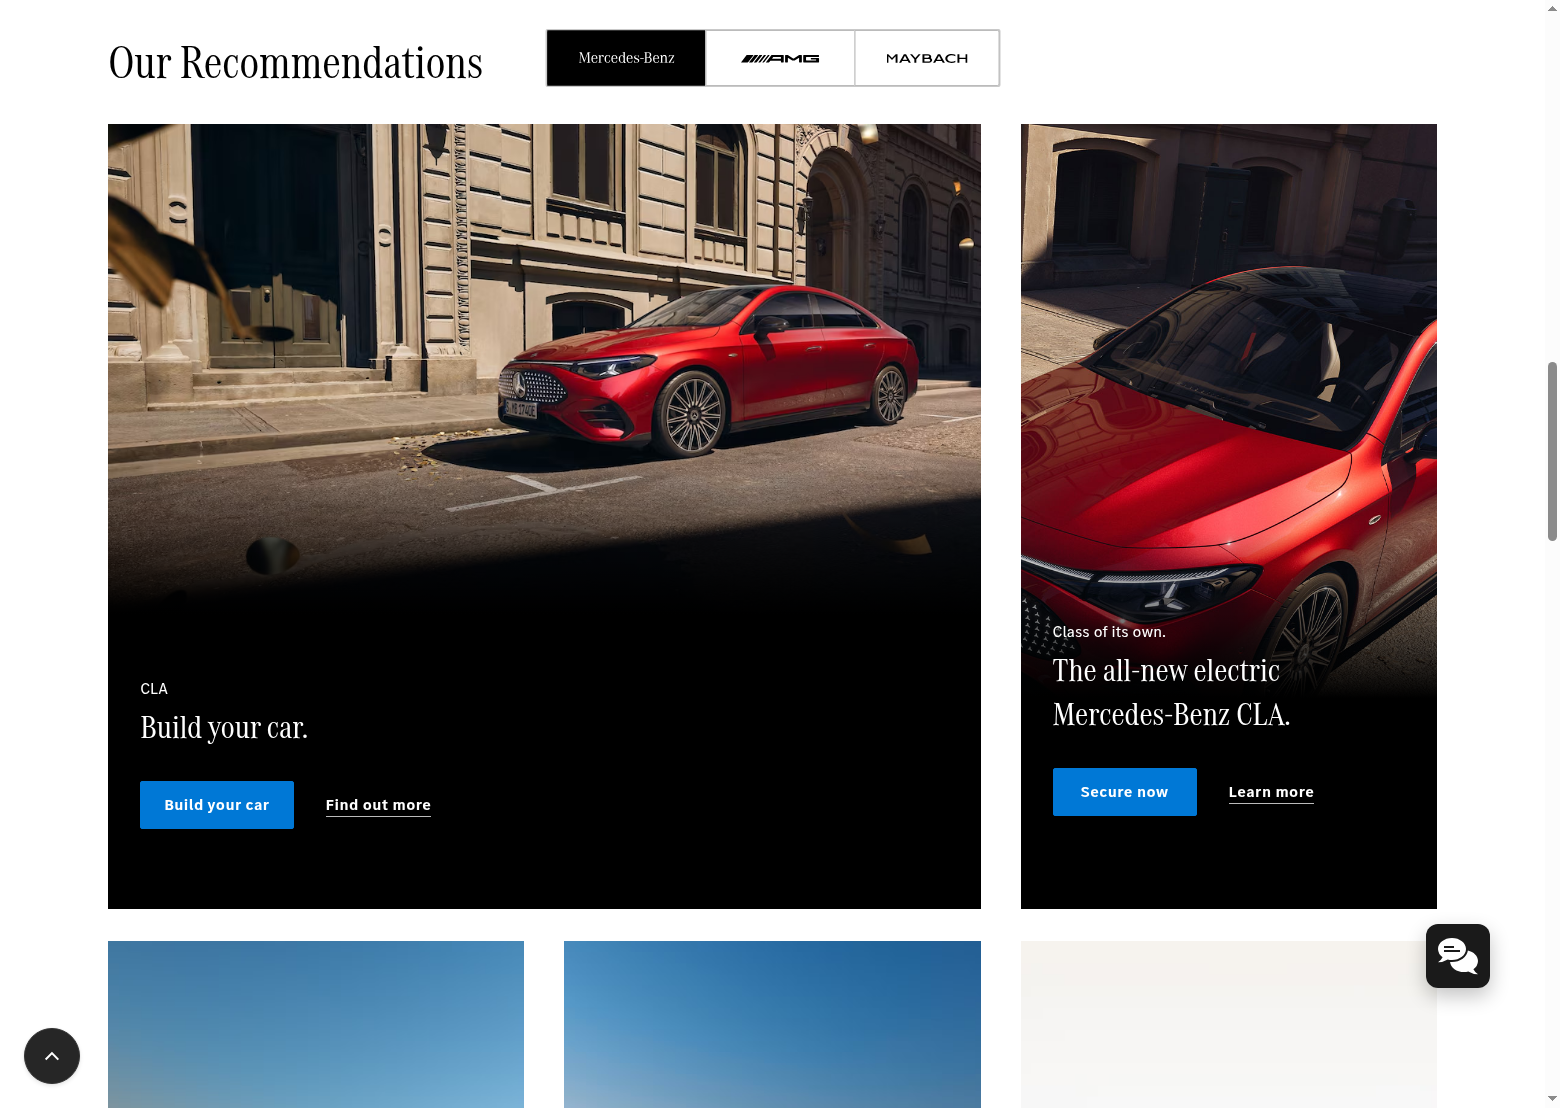 Our Recommendations
Mercedes-Benz
AMG
MAYBACH
CLA
Build your car.
Build your car
Find out more
Class of its own.
The all-new electric
Mercedes-Benz CLA.
Secure now
Learn more